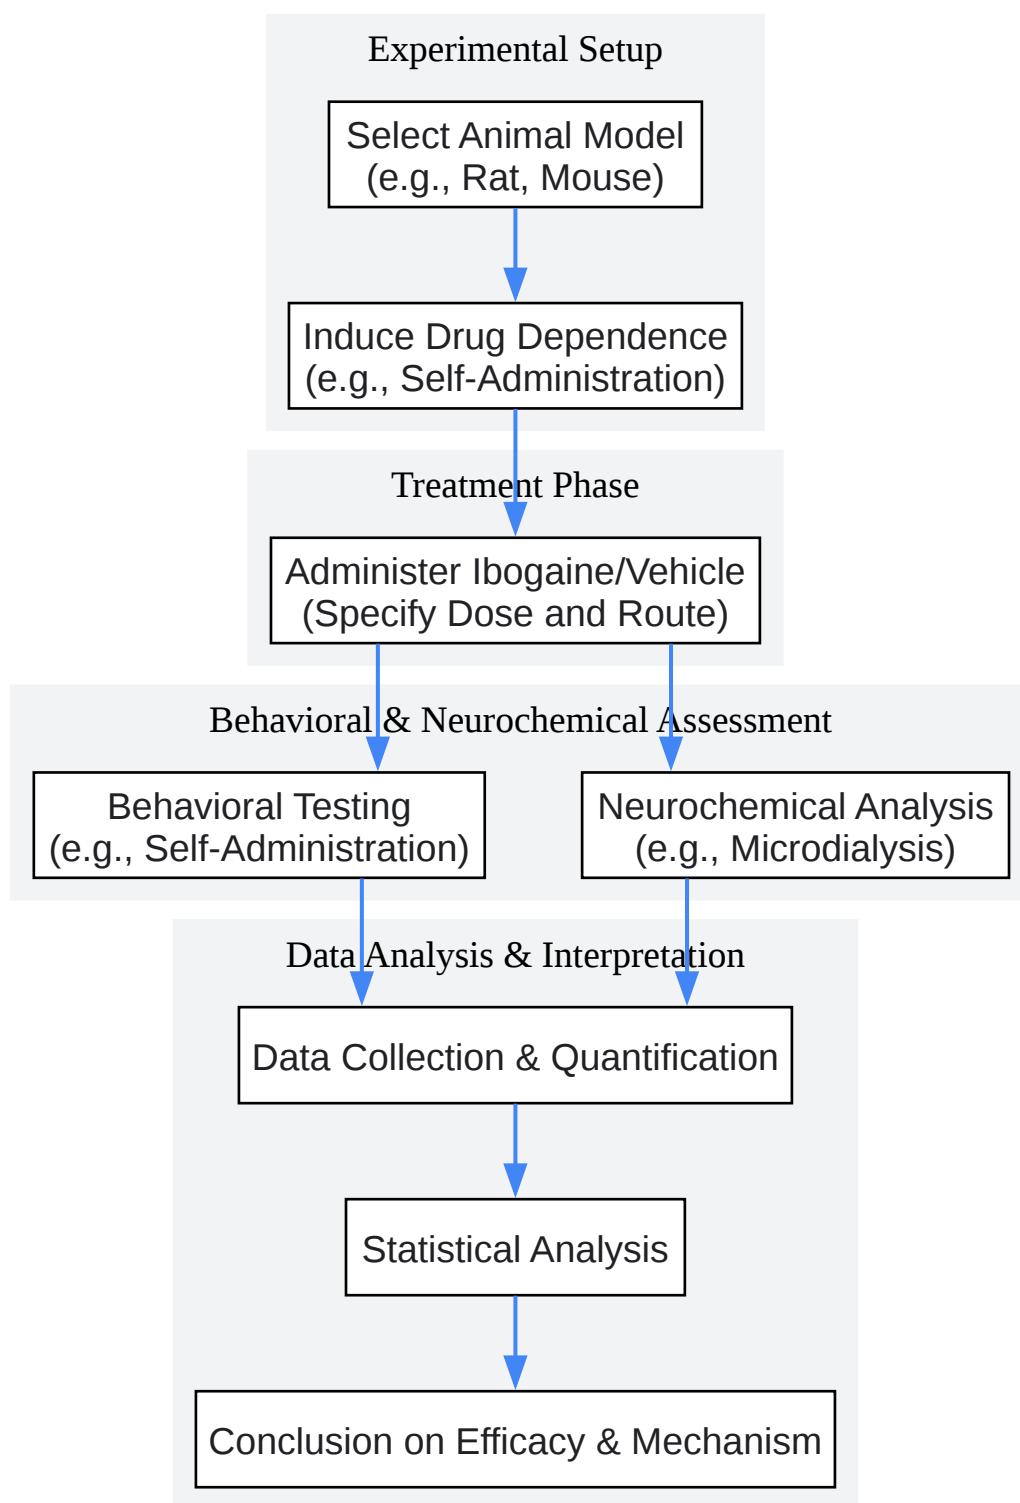 Experimental Setup
Select Animal Model
(e.g., Rat, Mouse)
Induce Drug Dependence
(e.g., Self-Administration)
Treatment Phase
Administer Ibogaine/Vehicle
(Specify Dose and Route)
Behavioral & Neurochemical Assessment
Behavioral Testing
(e.g., Self-Administration)
Neurochemical Analysis
(e.g., Microdialysis)
Data Analysis & Interpretation
Data Collection & Quantification
Statistical Analysis
Conclusion on Efficacy & Mechanism